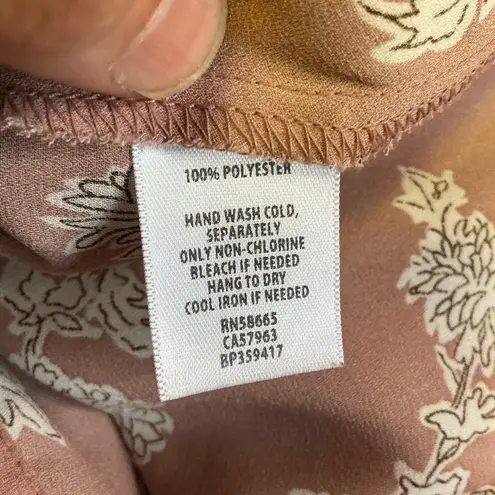 100% POLYESTER
HAND WASH COLD,
SEPARATELY
ONLY NON-CHLORINE
BLEACH IF NEEDED
HANG TO DRY
COOL IRON IF NEEDED
RN58665
CA57963
BP359417